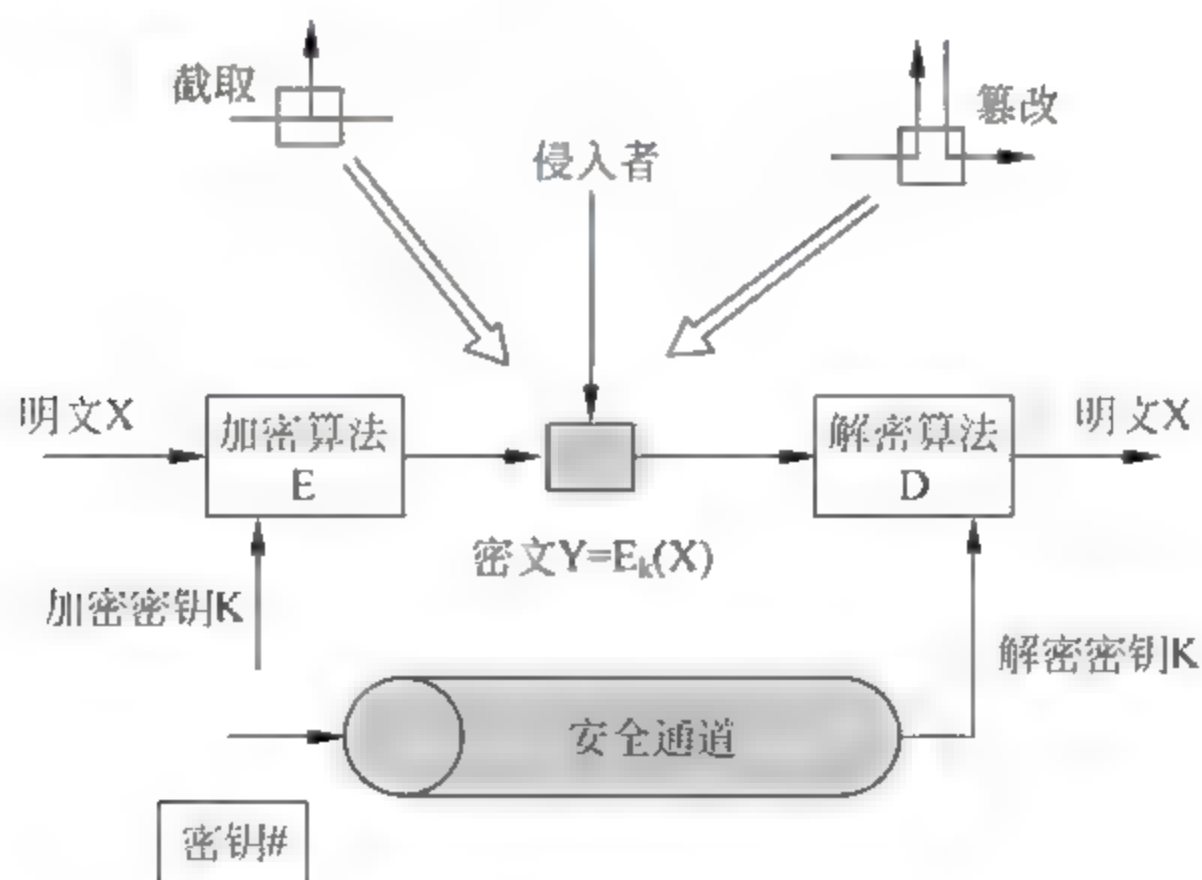 截取
篡改
侵入者
明文X
加密算法
E
解密算法
D
明文X
密文Y=Ek(X)
加密密钥K
解密密钥K
安全通道
密钥#